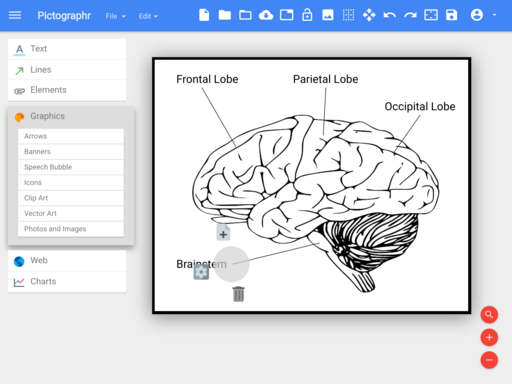 Pictographr File Edit
Text
Lines
Elements
Graphics
Arrows
Banners
Speech Bubble
Icons
Clip Art
Vector Art
Photos and Images
Web
Charts
Frontal Lobe
Parietal Lobe
Occipital Lobe
Brainstem